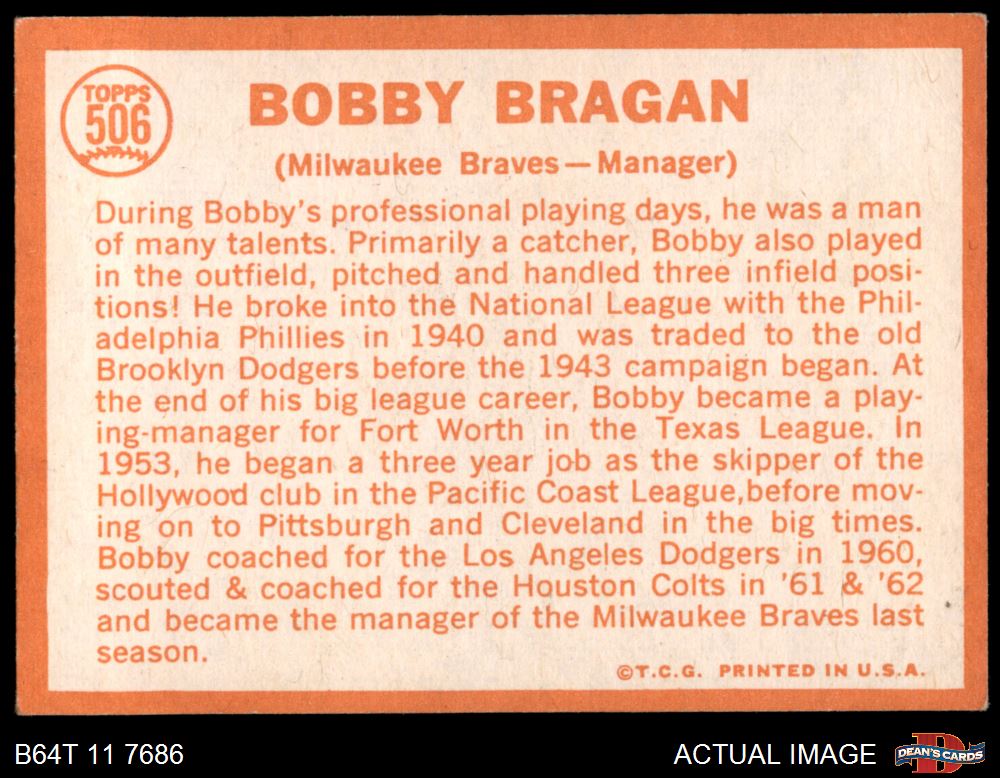 TOPPS
506
BOBBY BRAGAN
(Milwaukee Braves—Manager)
During Bobby's professional playing days, he was a man
of many talents. Primarily a catcher, Bobby also played
in the outfield, pitched and handled three infield posi-
tions! He broke into the National League with the Phil-
adelphia Phillies in 1940 and was traded to the old
Brooklyn Dodgers before the 1943 campaign began. At
the end of his big league career, Bobby became a play-
ing-manager for Fort Worth in the Texas League. In
1953, he began a three year job as the skipper of the
Hollywood club in the Pacific Coast League,before mov-
ing on to Pittsburgh and Cleveland in the big times.
Bobby coached for the Los Angeles Dodgers in 1960,
scouted & coached for the Houston Colts in '61 & '62
and became the manager of the Milwaukee Braves last
season.
©T.C.G. PRINTED IN U.S.A.
B64T 11 7686
ACTUAL IMAGE
D
DEAN'S CARDS